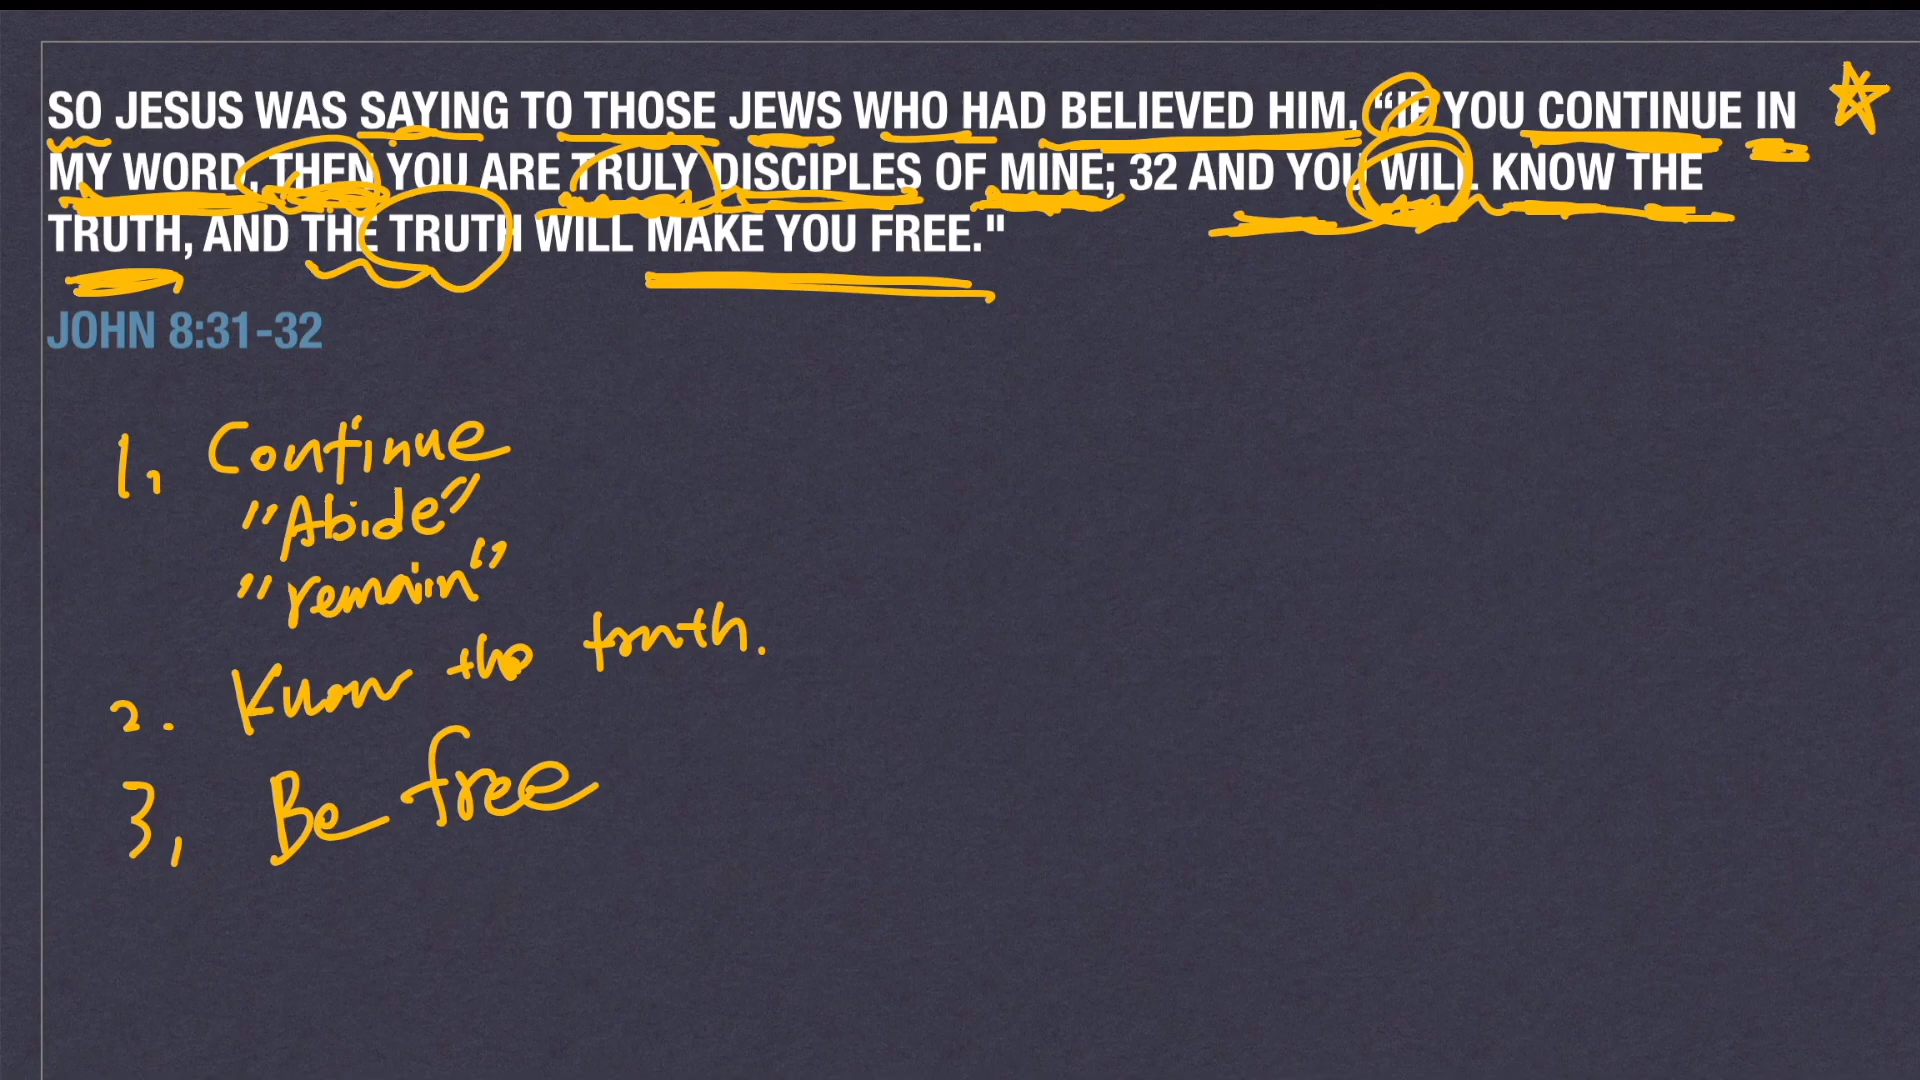 SO JESUS WAS SAYING TO THOSE JEWS WHO HAD BELIEVED HIM, “IF YOU CONTINUE IN
MY WORD, THEN YOU ARE TRULY DISCIPLES OF MINE; 32 AND YOU WILL KNOW THE
TRUTH, AND THE TRUTH WILL MAKE YOU FREE."
JOHN 8:31-32
1, Continue
"Abide"
"remain"
2. Know the truth.
3, Be free